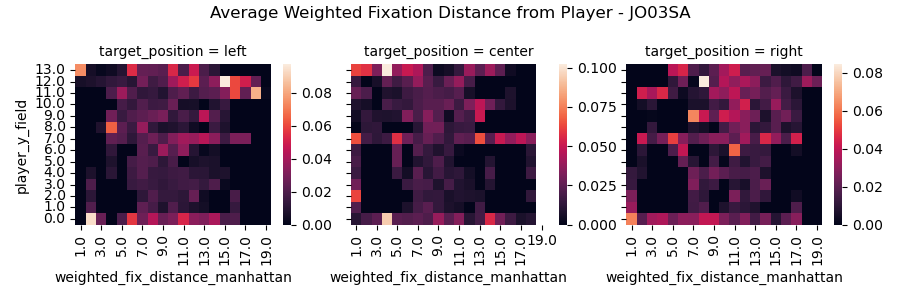 Average Weighted Fixation Distance from Player - JO03SA
target_position = left
target_position = center
target_position = right
player_y_field
13.0
12.0
11.0
10.0
9.0
8.0
7.0
6.0
5.0
4.0
3.0
2.0
1.0
0.0
1.0 3.0 5.0 7.0 9.0 11.0 13.0 15.0 17.0 19.0
weighted_fix_distance_manhattan
0.08
0.06
0.04
0.02
0.00
1.0 3.0 5.0 7.0 9.0 11.0 13.0 15.0 17.0 19.0
weighted_fix_distance_manhattan
0.100
0.075
0.050
0.025
0.000
1.0 3.0 5.0 7.0 9.0 11.0 13.0 15.0 17.0 19.0
weighted_fix_distance_manhattan
0.08
0.06
0.04
0.02
0.00